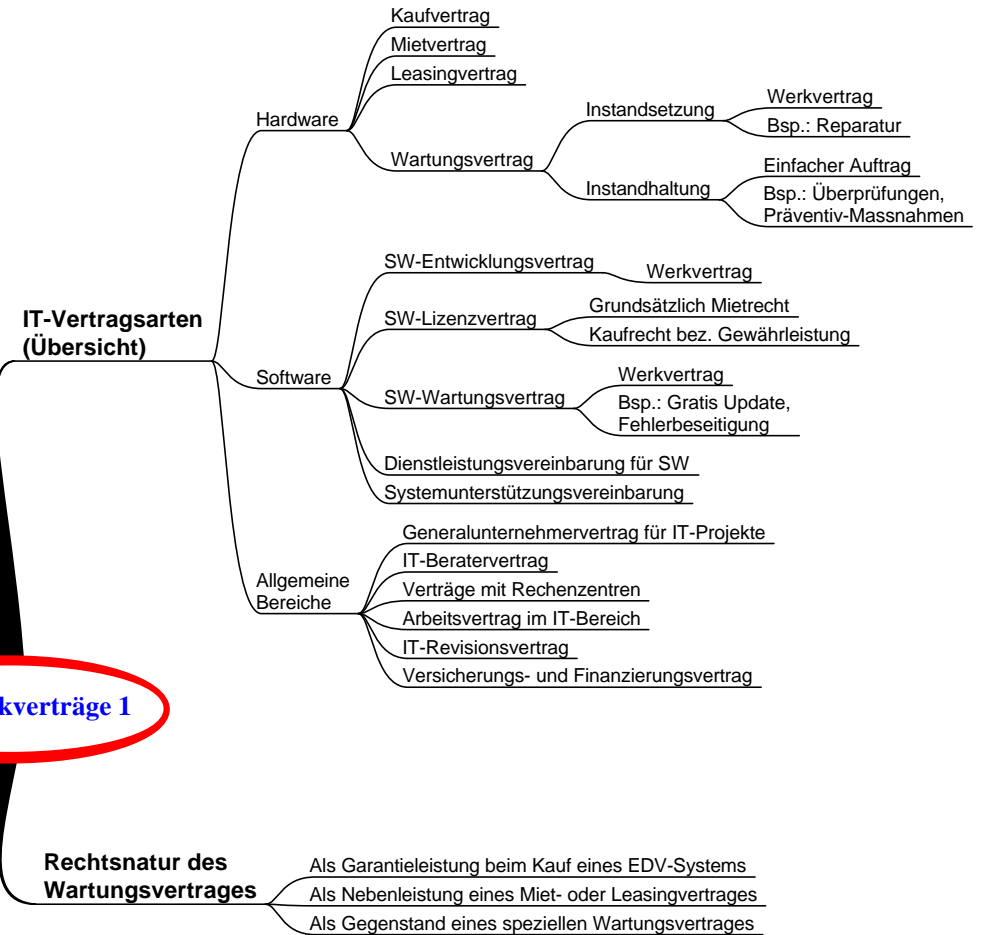 Kaufvertrag
Mietvertrag
Leasingvertrag
Hardware
Wartungsvertrag
Instandsetzung
Werkvertrag
Bsp.: Reparatur
Instandhaltung
Einfacher Auftrag
Bsp.: Überprüfungen,
Präventiv-Massnahmen
IT-Vertragsarten
(Übersicht)
Software
SW-Entwicklungsvertrag
Werkvertrag
SW-Lizenzvertrag
Grundsätzlich Mietrecht
Kaufrecht bez. Gewährleistung
SW-Wartungsvertrag
Werkvertrag
Bsp.: Gratis Update,
Fehlerbeseitigung
Dienstleistungsvereinbarung für SW
Systemunterstützungsvereinbarung
Allgemeine
Bereiche
Generalunternehmervertrag für IT-Projekte
IT-Beratervertrag
Verträge mit Rechenzentren
Arbeitsvertrag im IT-Bereich
IT-Revisionsvertrag
Versicherungs- und Finanzierungsvertrag
kverträge 1
Rechtsnatur des
Wartungsvertrages
Als Garantieleistung beim Kauf eines EDV-Systems
Als Nebenleistung eines Miet- oder Leasingvertrages
Als Gegenstand eines speziellen Wartungsvertrages